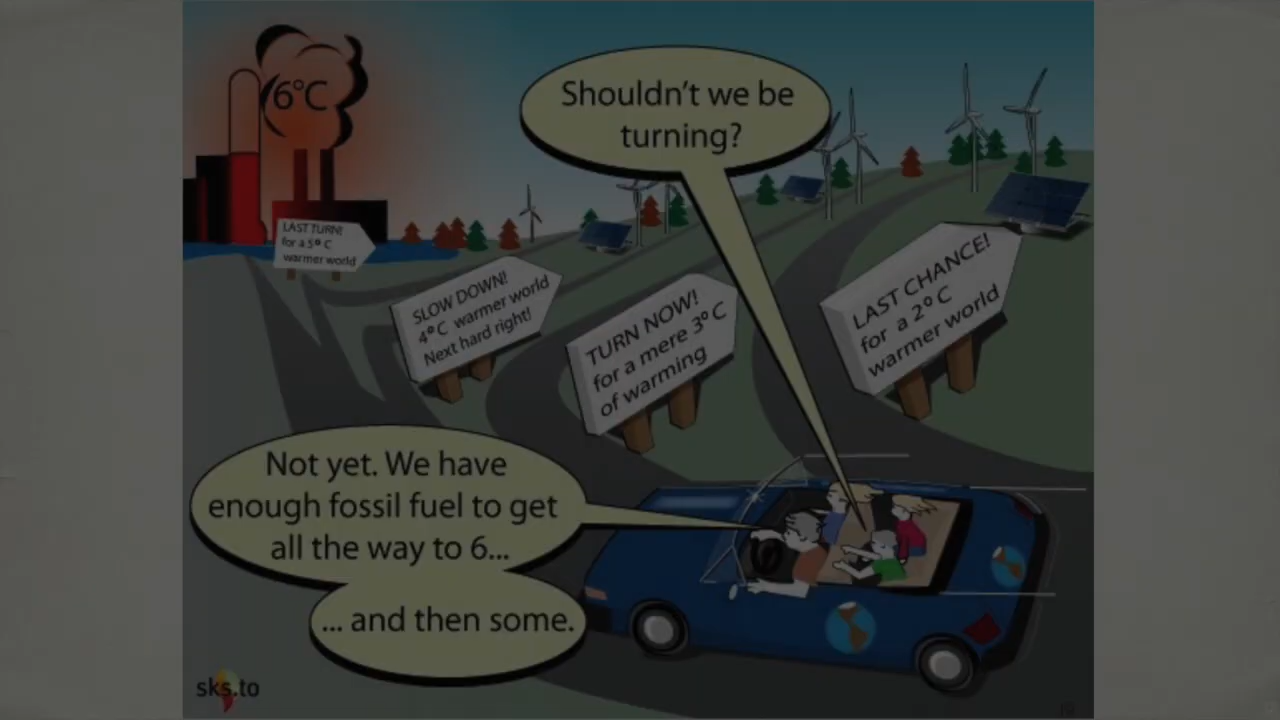 6°C
Shouldn't we be
turning?
LAST TURN!
for a 5° C
warmer world
SLOW DOWN!
4° C warmer world
Next hard right!
TURN NOW!
for a mere 3° C
of warming
LAST CHANCE!
for a 2° C
warmer world
Not yet. We have
enough fossil fuel to get
all the way to 6...
... and then some.
sks.to